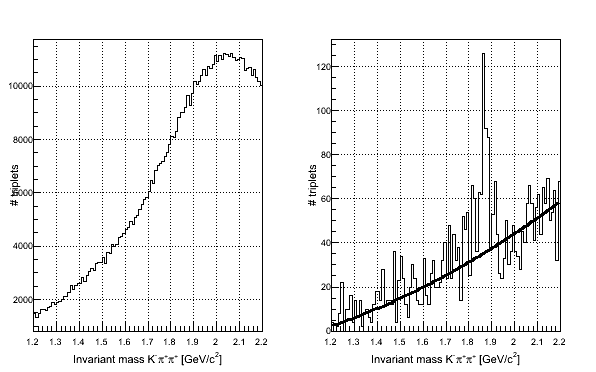 # triplets
10000
8000
6000
4000
2000
1.2 1.3 1.4 1.5 1.6 1.7 1.8 1.9 2 2.1 2.2
Invariant mass K⁻π⁺π⁺ [GeV/c²]
# triplets
120
100
80
60
40
20
0
1.2 1.3 1.4 1.5 1.6 1.7 1.8 1.9 2 2.1 2.2
Invariant mass K⁻π⁺π⁺ [GeV/c²]